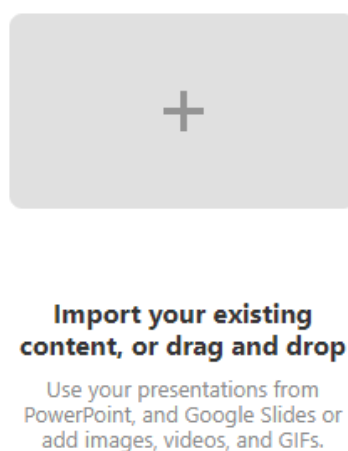 Import your existing
content, or drag and drop
Use your presentations from
PowerPoint, and Google Slides or
add images, videos, and GIFs.